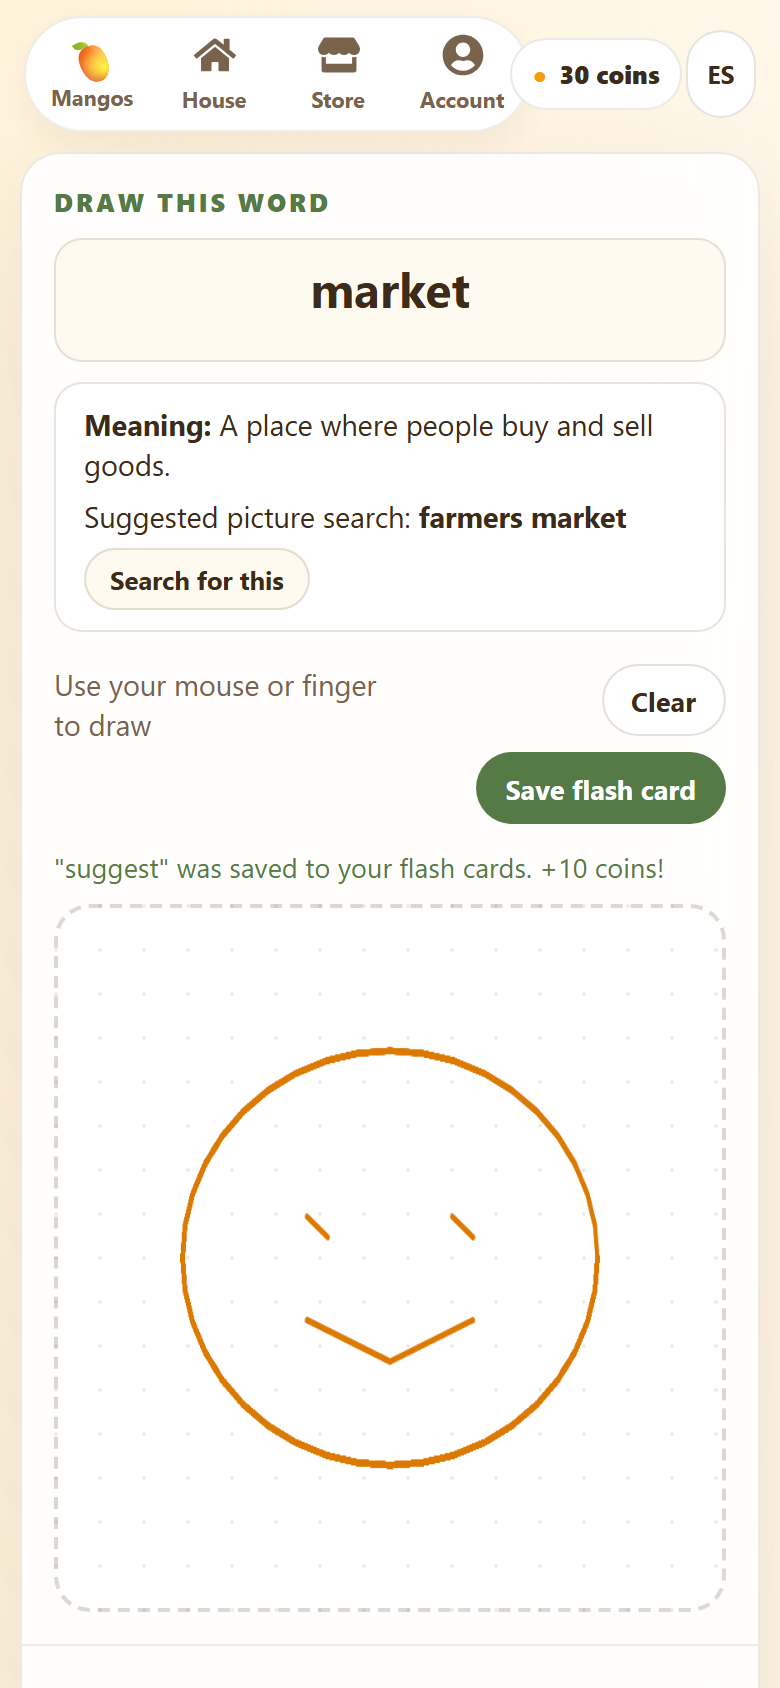 Mangos House Store Account 30 coins ES
DRAW THIS WORD
market
Meaning: A place where people buy and sell
goods.
Suggested picture search: farmers market
Search for this
Use your mouse or finger
to draw
Clear
Save flash card
"suggest" was saved to your flash cards. +10 coins!